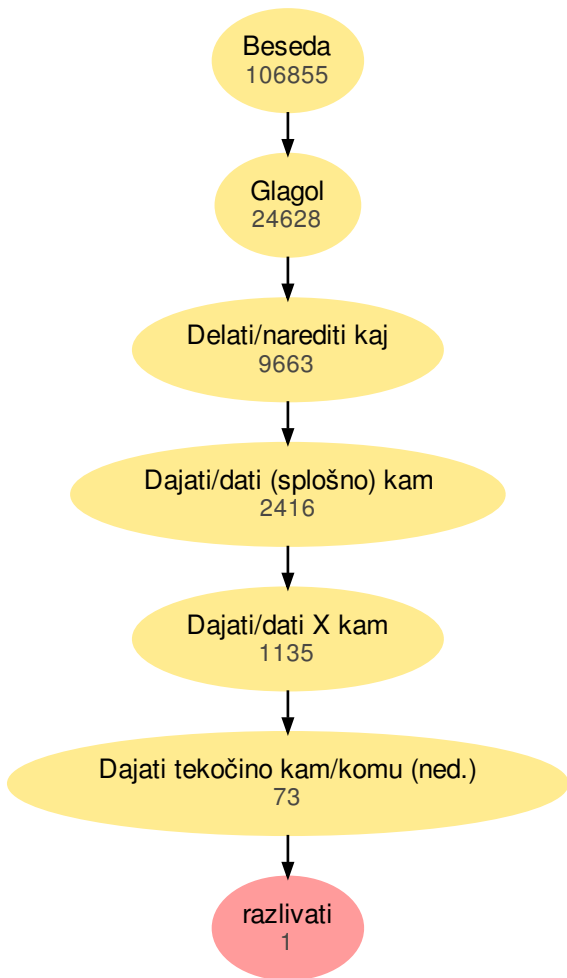 Beseda
106855
Glagol
24628
Delati/narediti kaj
9663
Dajati/dati (splošno) kam
2416
Dajati/dati X kam
1135
Dajati tekočino kam/komu (ned.)
73
razlivati
1